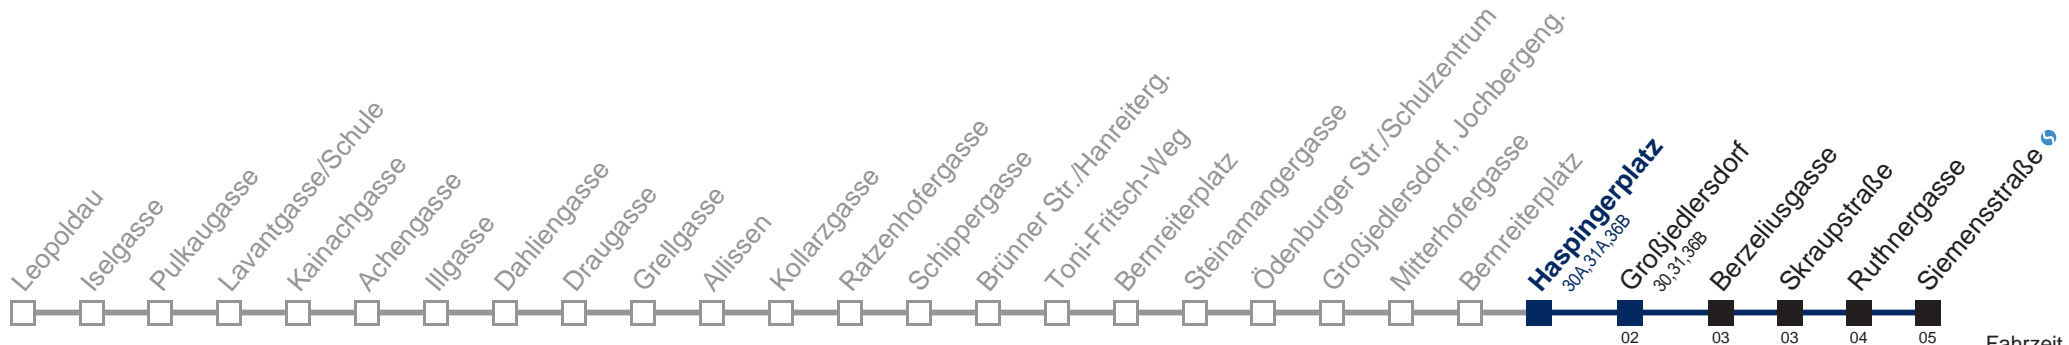 Leopoldau
Iselgasse
Pulkaugasse
Lavantgasse/Schule
Kainachgasse
Achengasse
Illgasse
Dahliengasse
Draugasse
Grellgasse
Allissen
Kollarzgasse
Ratzenhofergasse
Schippergasse
Brünner Str./Hanreiterg.
Toni-Fritsch-Weg
Bernreiterplatz
Steinamangergasse
Ödenburger Str./Schulzentrum
Großjedlersdorf, Jochbergeng.
Mitterhofergasse
Bernreiterplatz
Haspingerplatz
30A,31A,36B
Großjedlersdorf
30,31,36B
Berzeliusgasse
Skraupstraße
Ruthnergasse
Siemensstraße
02 03 03 04 05
Fahrzeit